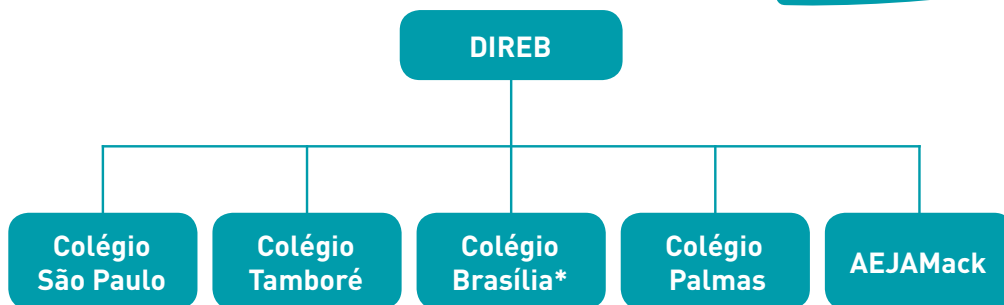 DIREB
Colégio
São Paulo
Colégio
Tamboré
Colégio
Brasília*
Colégio
Palmas
AEJAMack